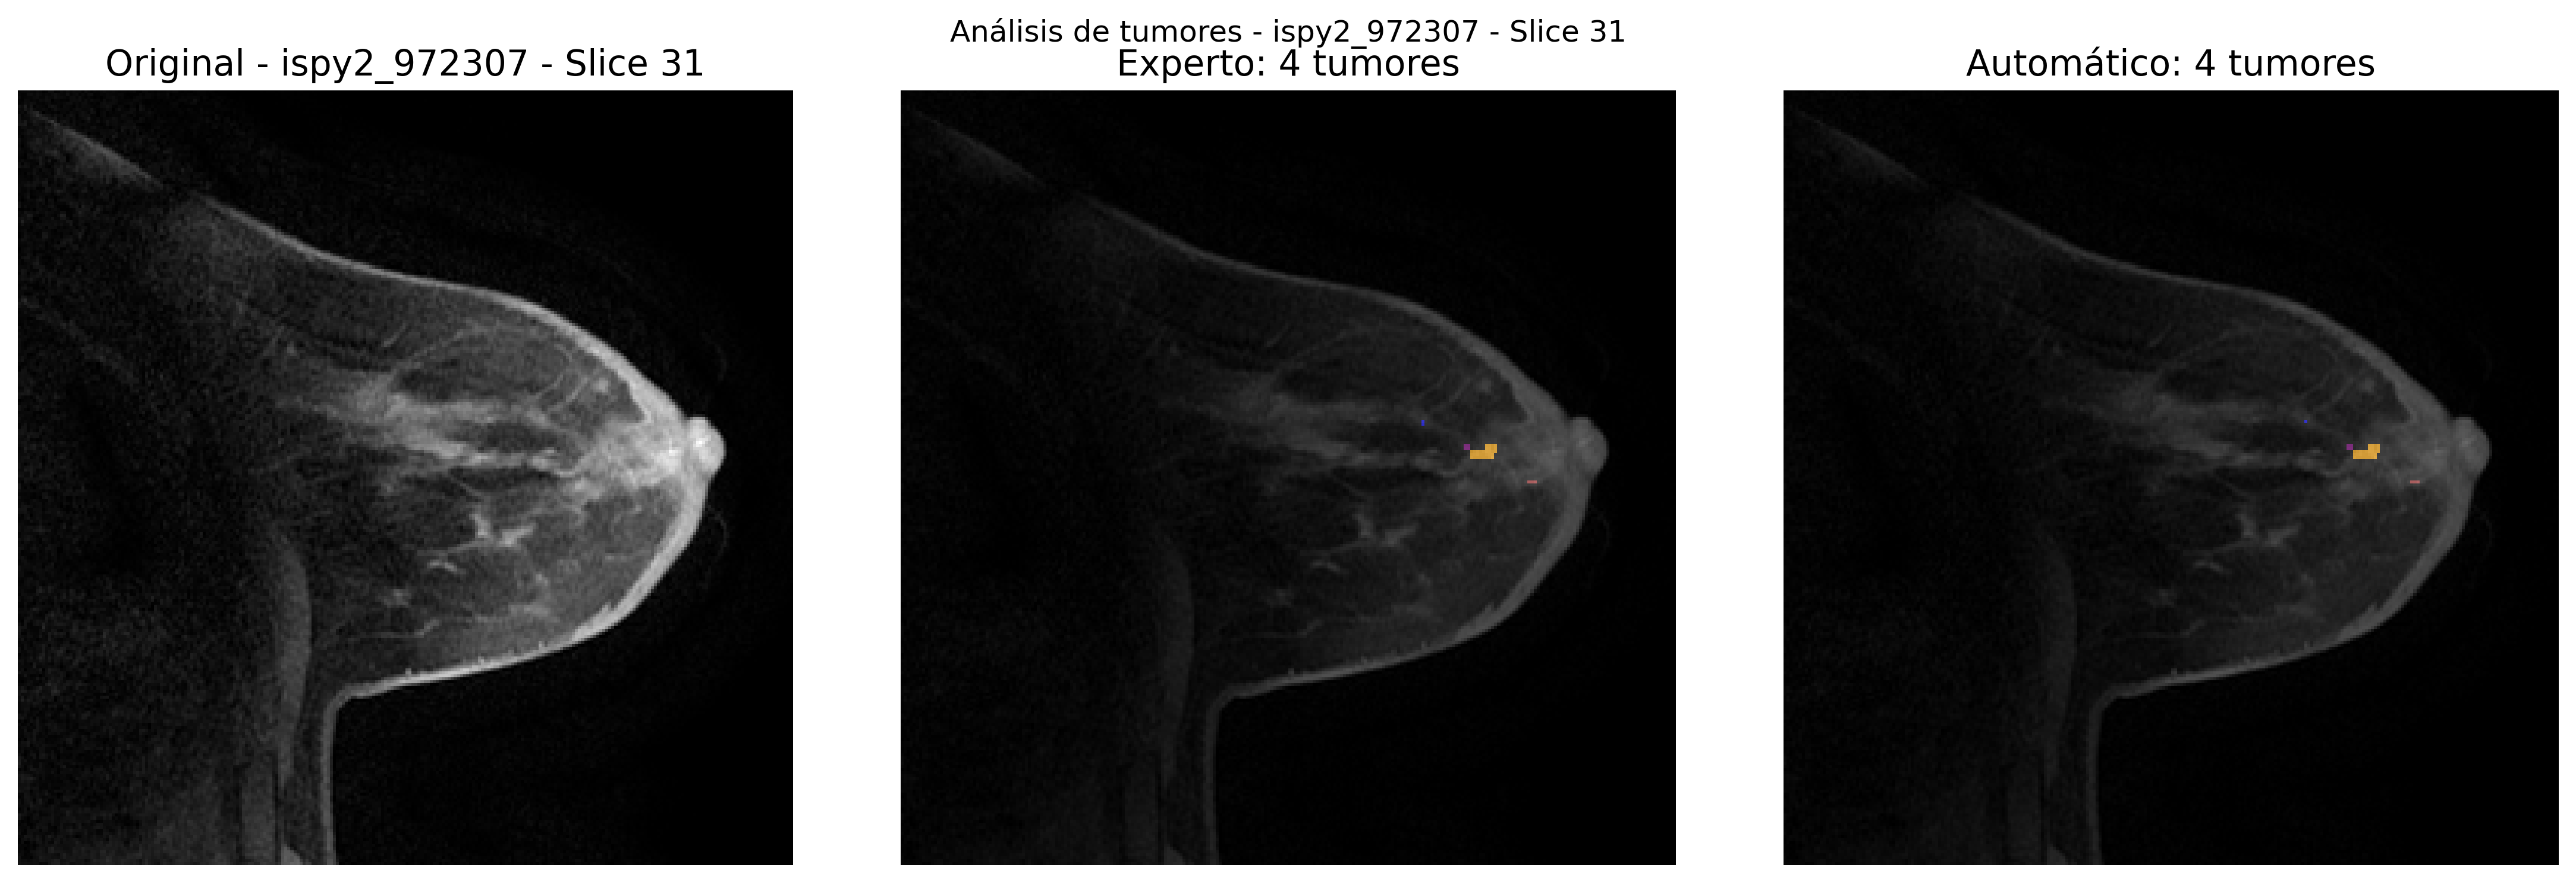 Análisis de tumores - ispy2_972307 - Slice 31
Original - ispy2_972307 - Slice 31
Experto: 4 tumores
Automático: 4 tumores